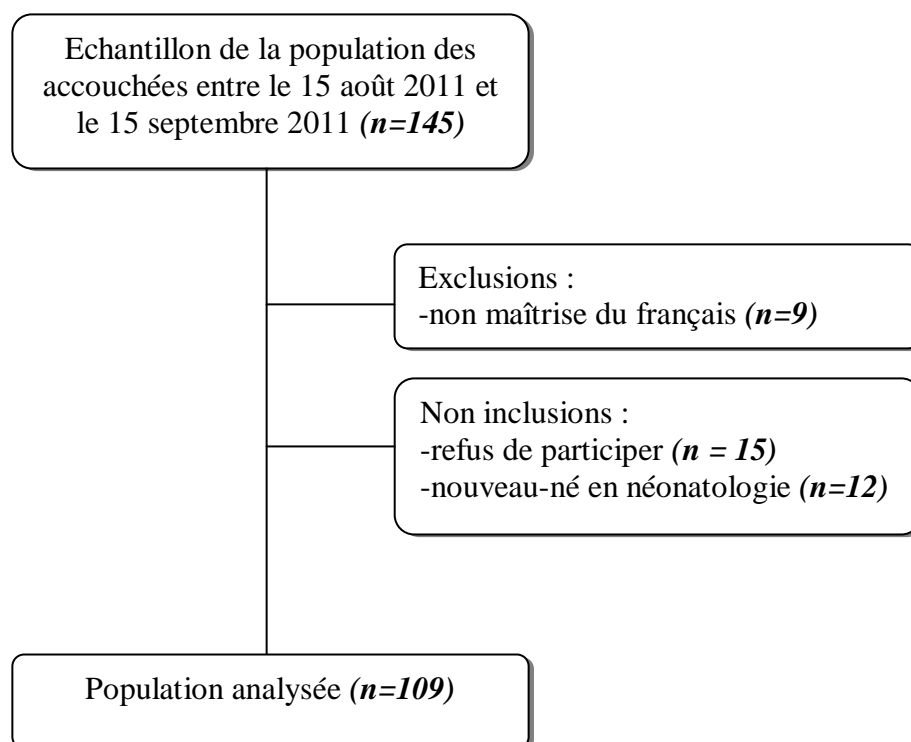 Echantillon de la population des
accouchées entre le 15 août 2011 et
le 15 septembre 2011 (n=145)
Exclusions :
-non maîtrise du français (n=9)
Non inclusions :
-refus de participer (n = 15)
-nouveau-né en néonatologie (n=12)
Population analysée (n=109)